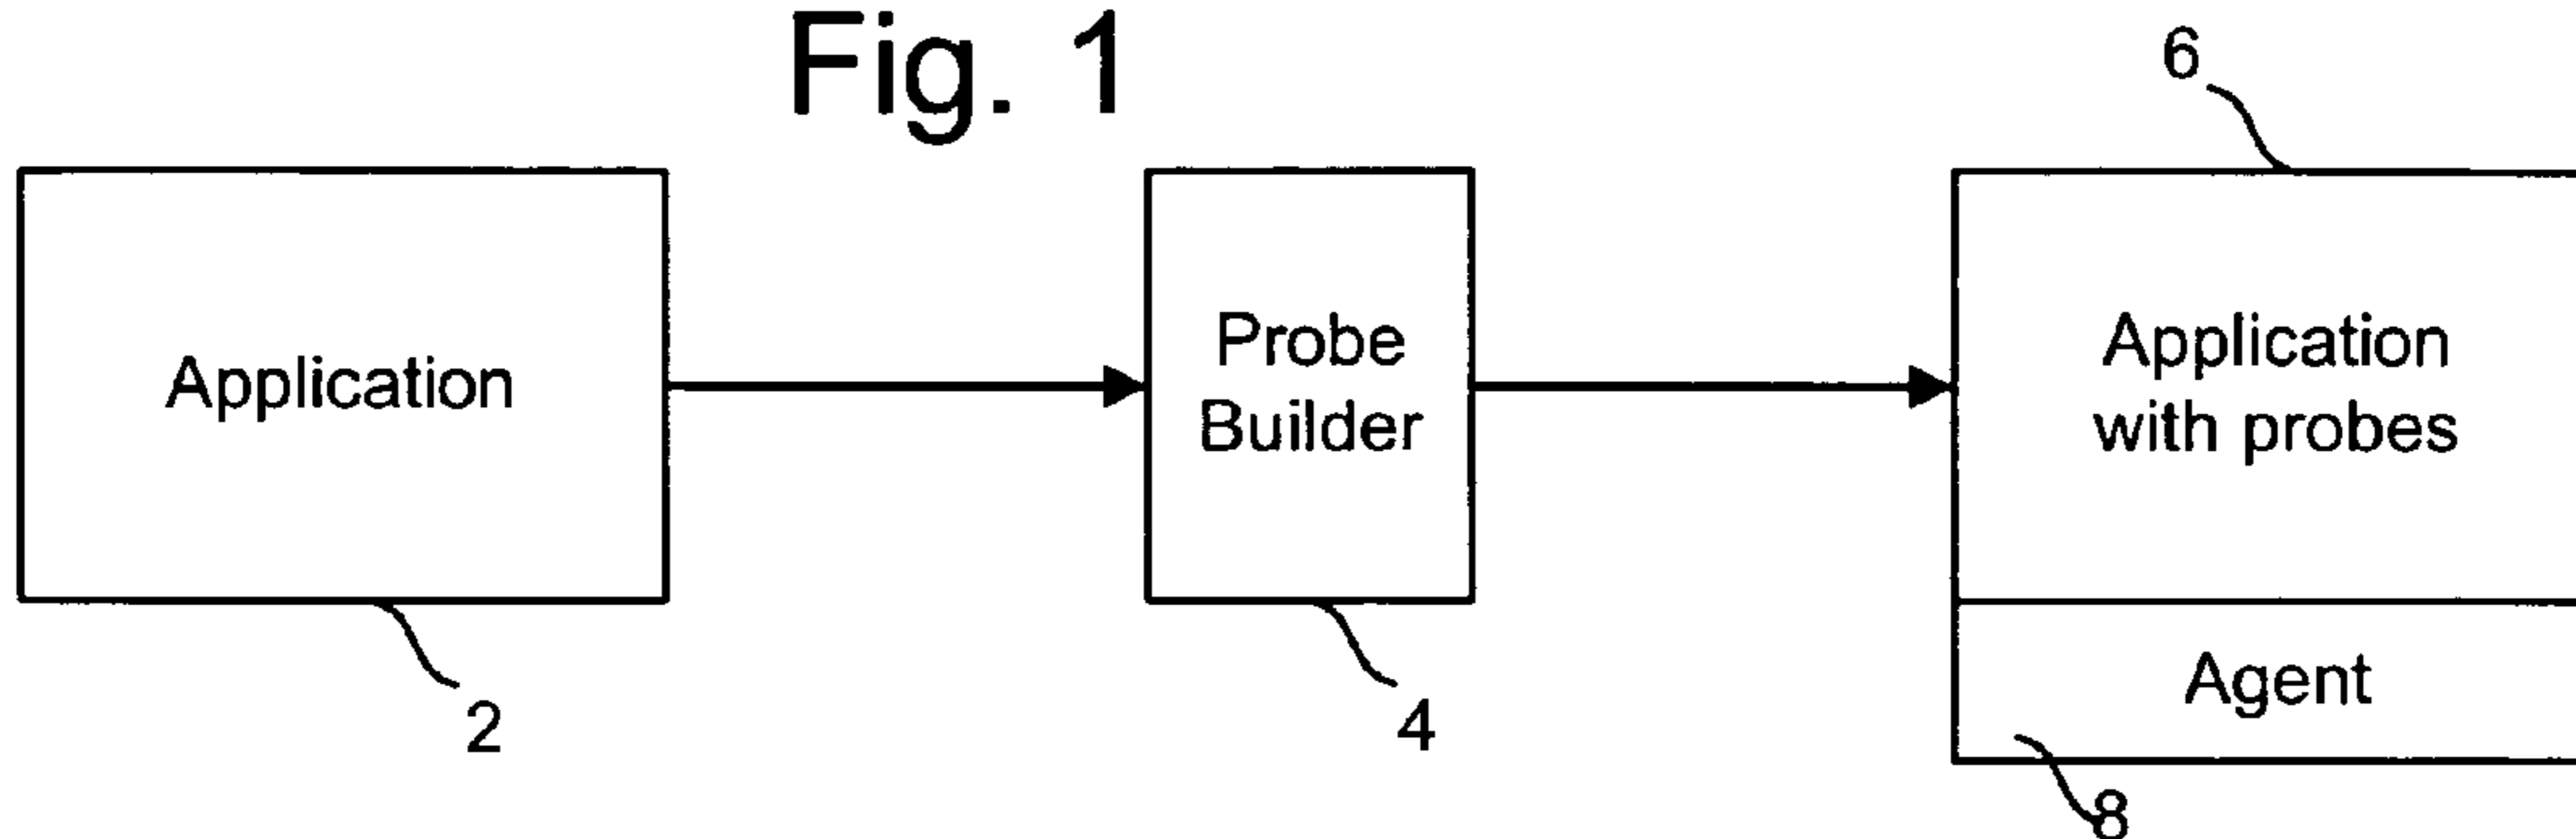 Fig. 1
6
Application
Probe
Builder
Application
with probes
Agent
2
4
8